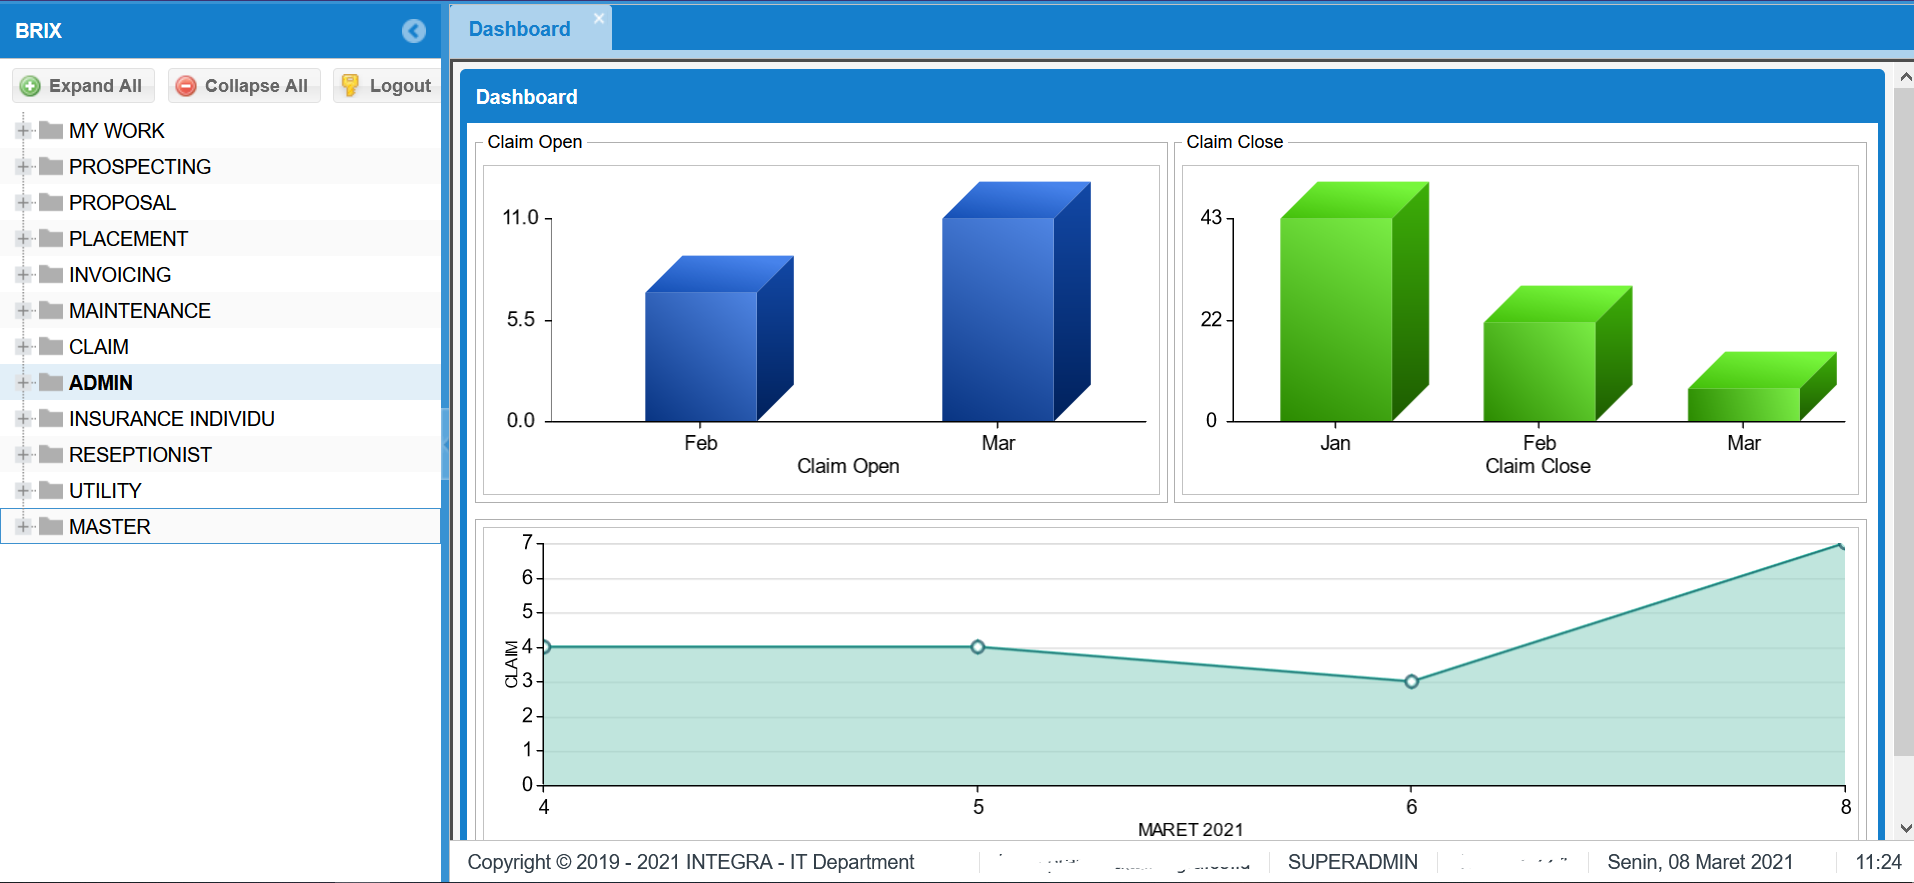 BRIX
Expand All
Collapse All
Logout
MY WORK
PROSPECTING
PROPOSAL
PLACEMENT
INVOICING
MAINTENANCE
CLAIM
ADMIN
INSURANCE INDIVIDU
RESEPTIONIST
UTILITY
MASTER
Dashboard
Dashboard
Claim Open
11.0
5.5
0.0
Feb Mar
Claim Open
Claim Close
43
22
0
Jan Feb Mar
Claim Close
7
6
5
4
3
2
1
0
CLAIM
4 5 6 8
MARET 2021
Copyright © 2019 - 2021 INTEGRA - IT Department
SUPERADMIN
Senin, 08 Maret 2021
11:24